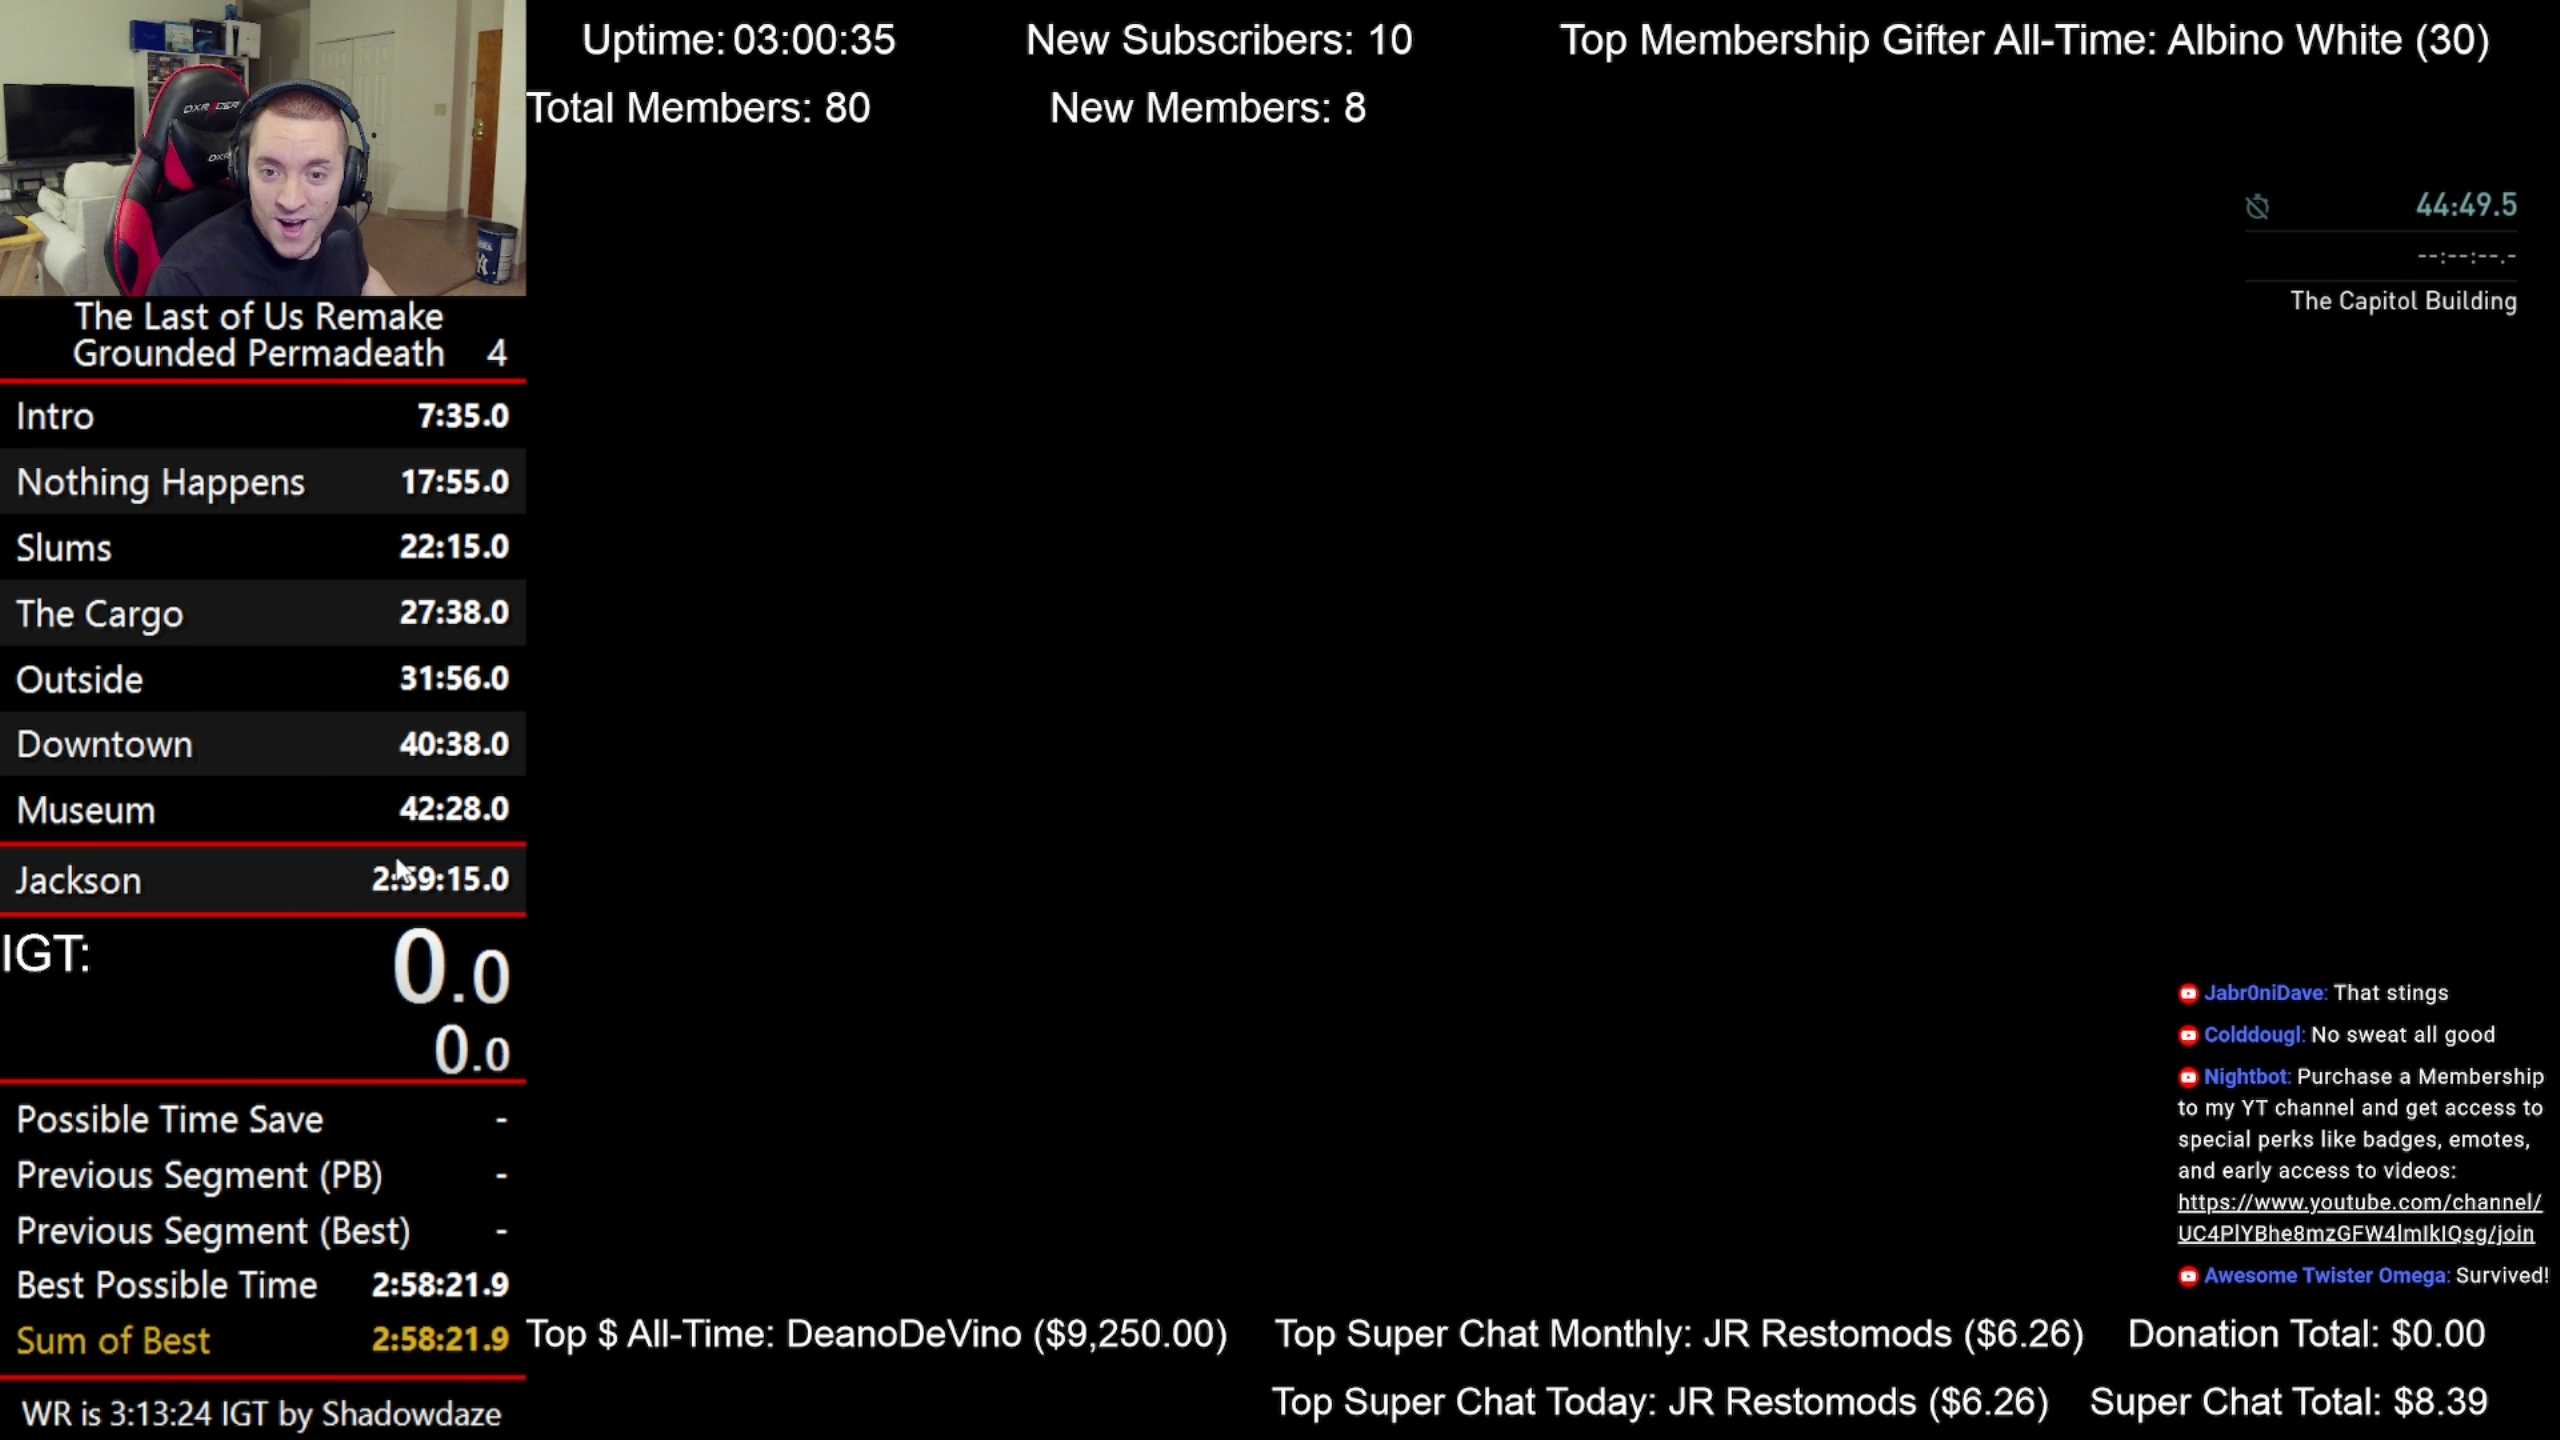 Uptime: 03:00:35
New Subscribers: 10
Top Membership Gifter All-Time: Albino White (30)
Total Members: 80
New Members: 8
DXRACER
44:49.5
--:--:--.-
The Capitol Building
The Last of Us Remake
Grounded Permadeath 4
Intro 7:35.0
Nothing Happens 17:55.0
Slums 22:15.0
The Cargo 27:38.0
Outside 31:56.0
Downtown 40:38.0
Museum 42:28.0
Jackson 2:59:15.0
IGT: 0.0
0.0
Possible Time Save -
Previous Segment (PB) -
Previous Segment (Best) -
Best Possible Time 2:58:21.9
Sum of Best 2:58:21.9
WR is 3:13:24 IGT by Shadowdaze
Jabr0niDave: That stings
Colddougl: No sweat all good
Nightbot: Purchase a Membership
to my YT channel and get access to
special perks like badges, emotes,
and early access to videos:
https://www.youtube.com/channel/
UC4PlYBhe8mzGFW4lmIkIQsg/join
Awesome Twister Omega: Survived!
Top $ All-Time: DeanoDeVino ($9,250.00)
Top Super Chat Monthly: JR Restomods ($6.26)
Donation Total: $0.00
Top Super Chat Today: JR Restomods ($6.26)
Super Chat Total: $8.39